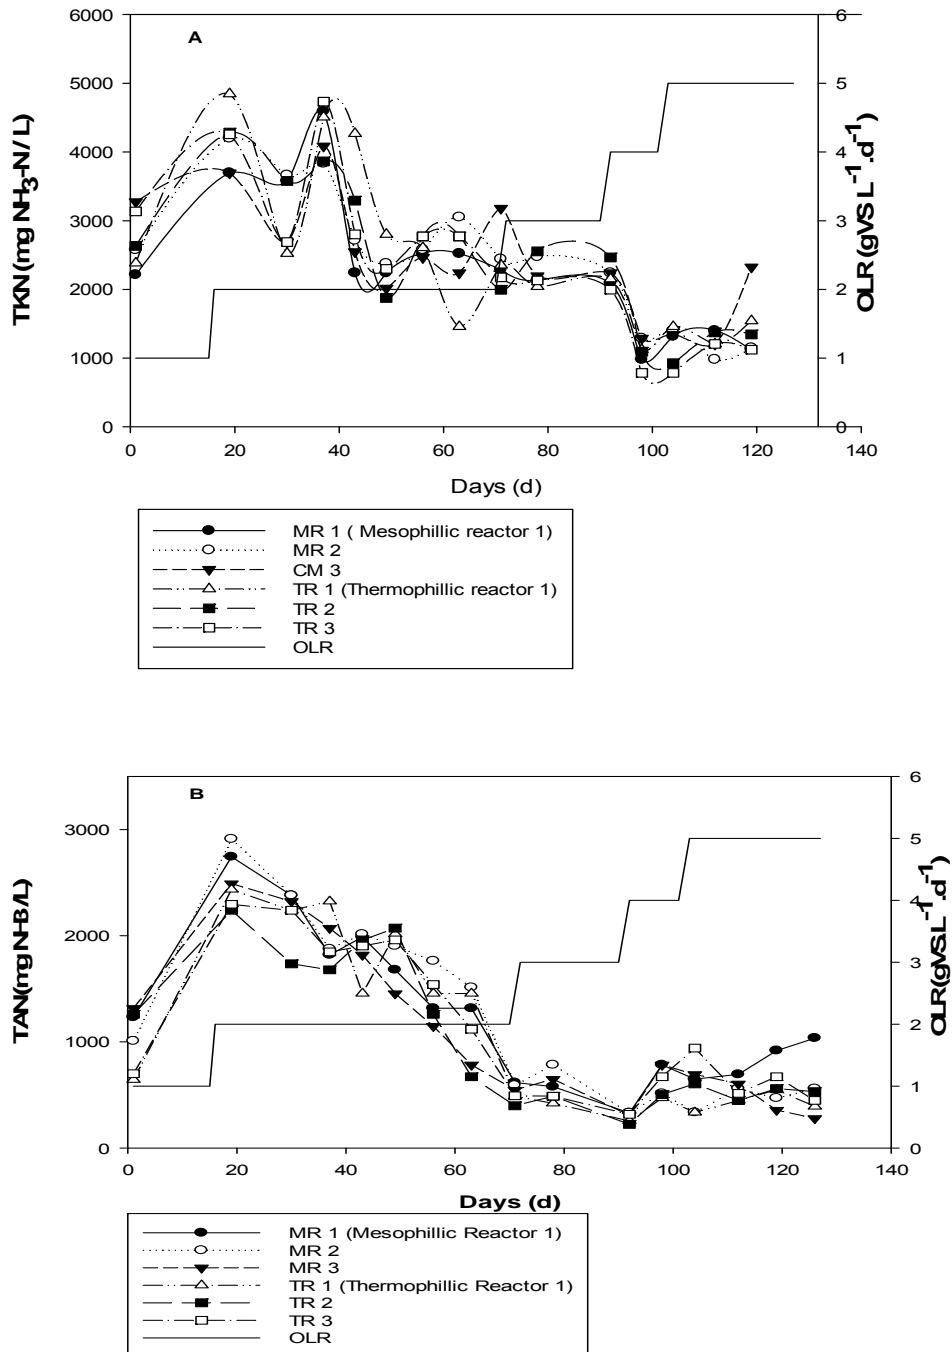 A
6000
5000
4000
3000
2000
1000
0
TKN (mg NH3-N/ L)
6
5
4
3
2
1
0
OLR (gVS L-1.d-1)
0 20 40 60 80 100 120 140
Days (d)
MR 1 ( Mesophillic reactor 1)
MR 2
CM 3
TR 1 (Thermophillic reactor 1)
TR 2
TR 3
OLR
B
3000
2000
1000
0
TAN(mg N-B/L)
6
5
4
3
2
1
0
OLR(gVS.L-1.d-1)
0 20 40 60 80 100 120 140
Days (d)
MR 1 (Mesophillic Reactor 1)
MR 2
MR 3
TR 1 (Thermophillic Reactor 1)
TR 2
TR 3
OLR